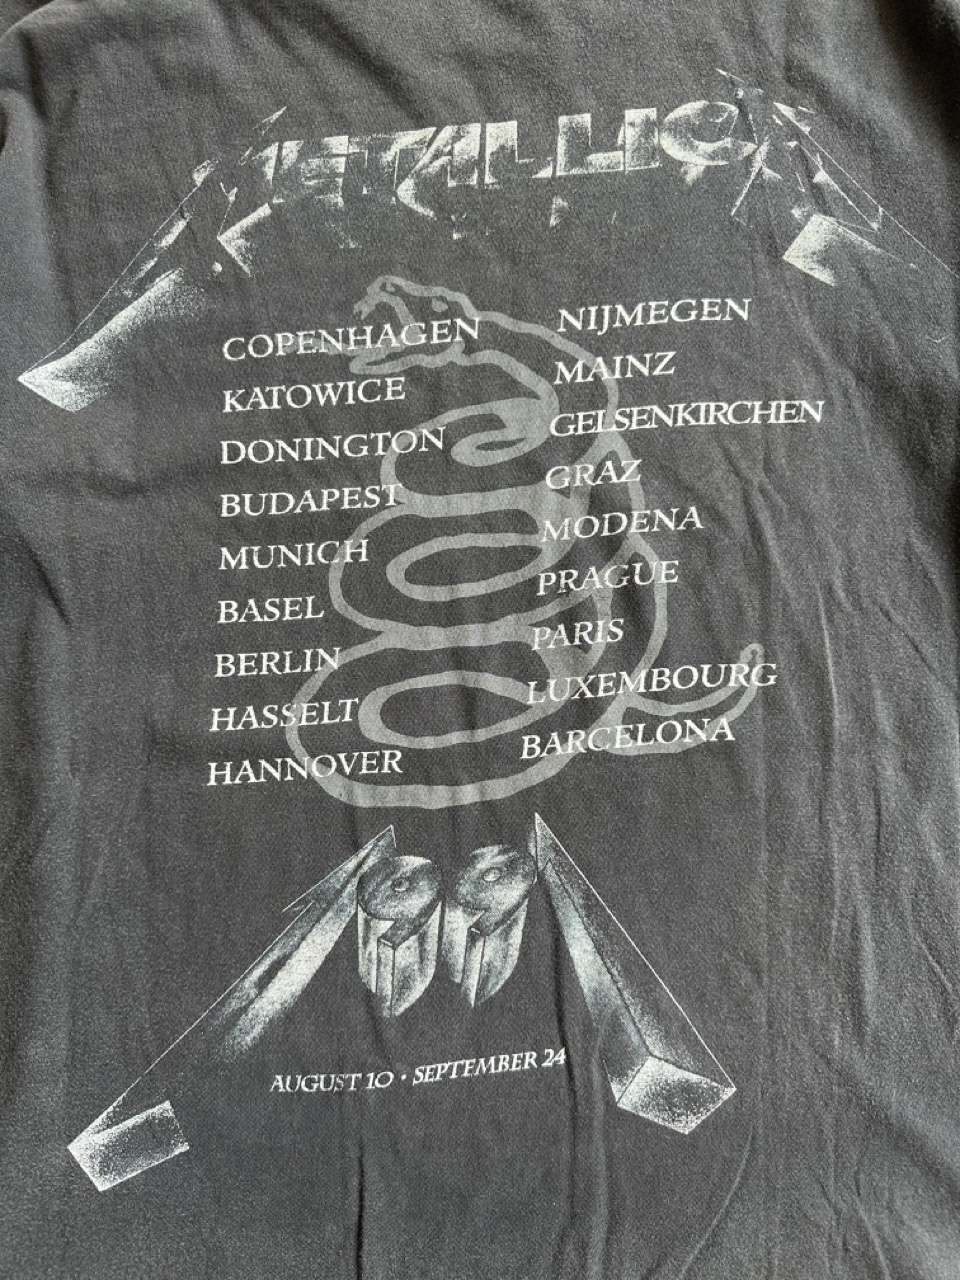 METALLICA
COPENHAGEN
KATOWICE
DONINGTON
BUDAPEST
MUNICH
BASEL
BERLIN
HASSELT
HANNOVER
NIJMEGEN
MAINZ
GELSENKIRCHEN
GRAZ
MODENA
PRAGUE
PARIS
LUXEMBOURG
BARCELONA
99
AUGUST 10 · SEPTEMBER 24